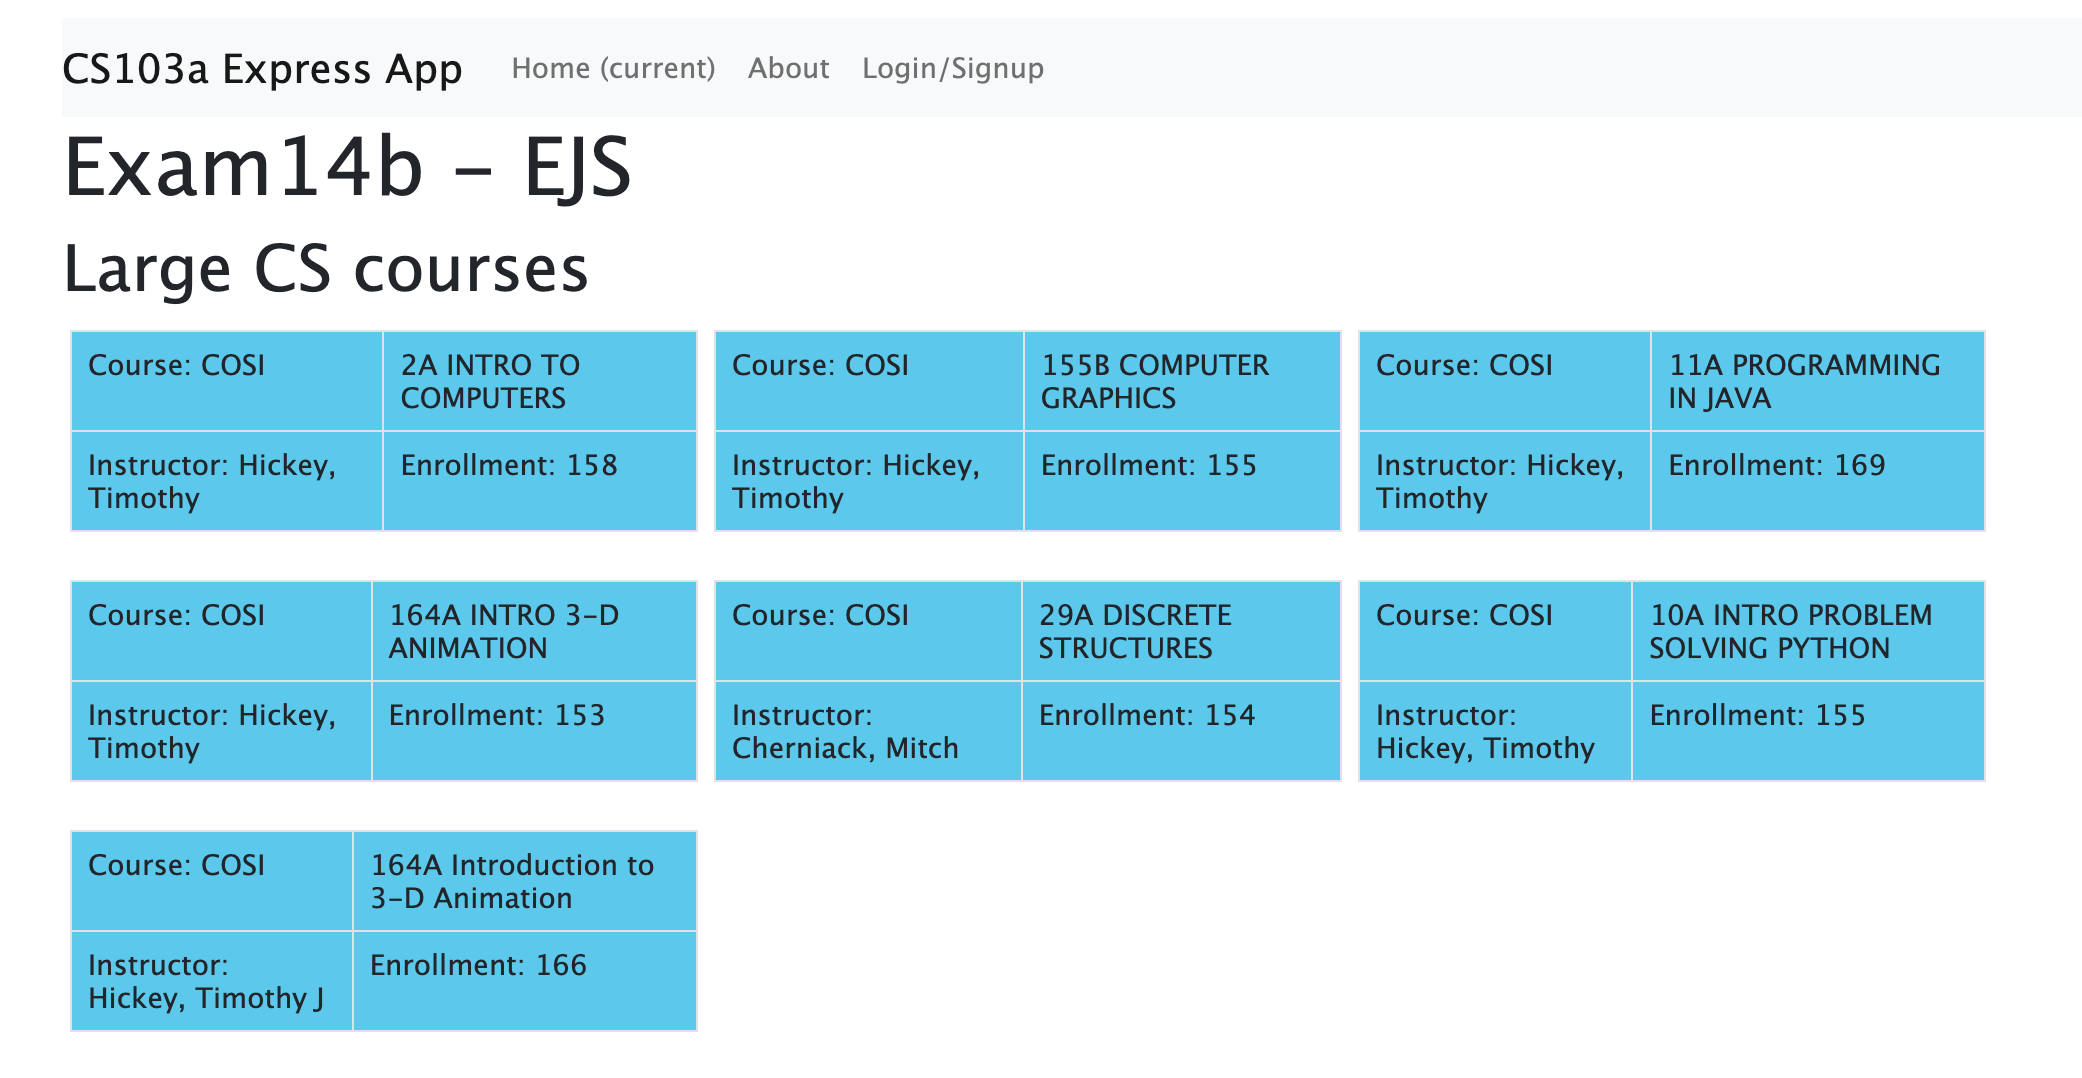 CS103a Express App Home (current) About Login/Signup
Exam14b – EJS
Large CS courses
Course: COSI
2A INTRO TO
COMPUTERS
Instructor: Hickey,
Timothy
Enrollment: 158
Course: COSI
155B COMPUTER
GRAPHICS
Instructor: Hickey,
Timothy
Enrollment: 155
Course: COSI
11A PROGRAMMING
IN JAVA
Instructor: Hickey,
Timothy
Enrollment: 169
Course: COSI
164A INTRO 3-D
ANIMATION
Instructor: Hickey,
Timothy
Enrollment: 153
Course: COSI
29A DISCRETE
STRUCTURES
Instructor:
Cherniack, Mitch
Enrollment: 154
Course: COSI
10A INTRO PROBLEM
SOLVING PYTHON
Instructor:
Hickey, Timothy
Enrollment: 155
Course: COSI
164A Introduction to
3-D Animation
Instructor:
Hickey, Timothy J
Enrollment: 166